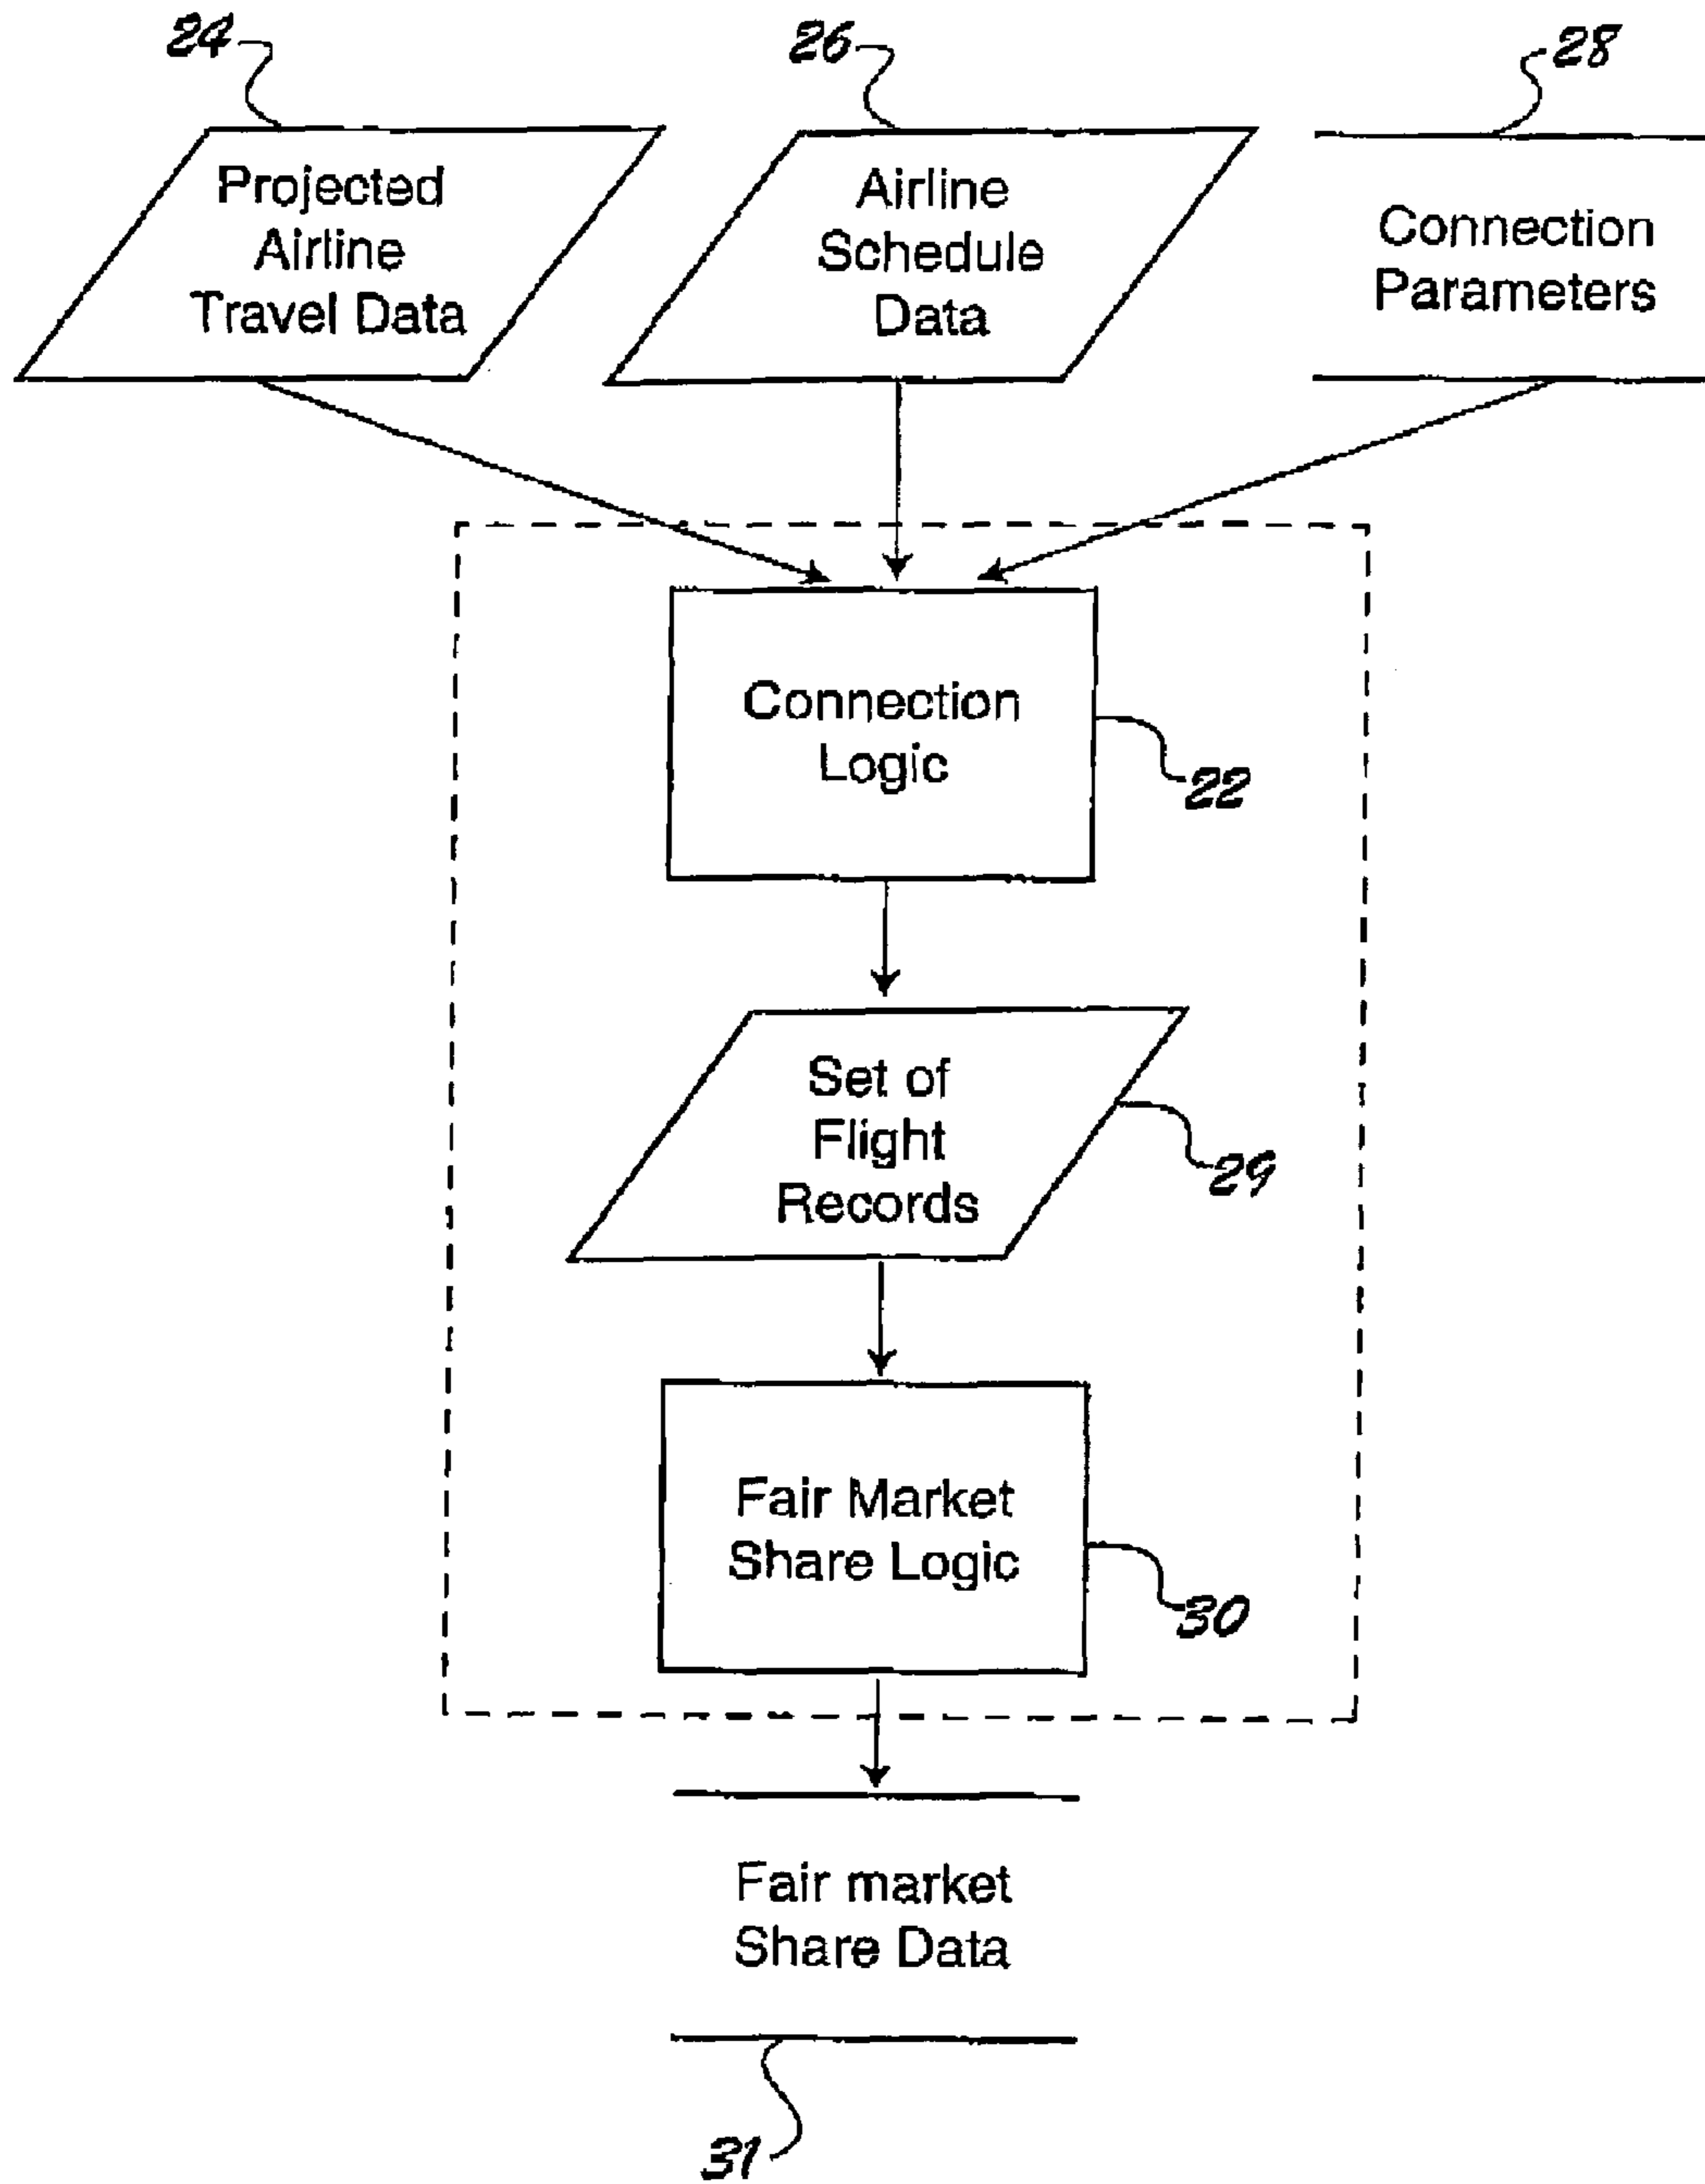 24
26
28
Projected
Airline
Travel Data
Airline
Schedule
Data
Connection
Parameters
Connection
Logic
22
Set of
Flight
Records
29
Fair Market
Share Logic
30
Fair market
Share Data
31